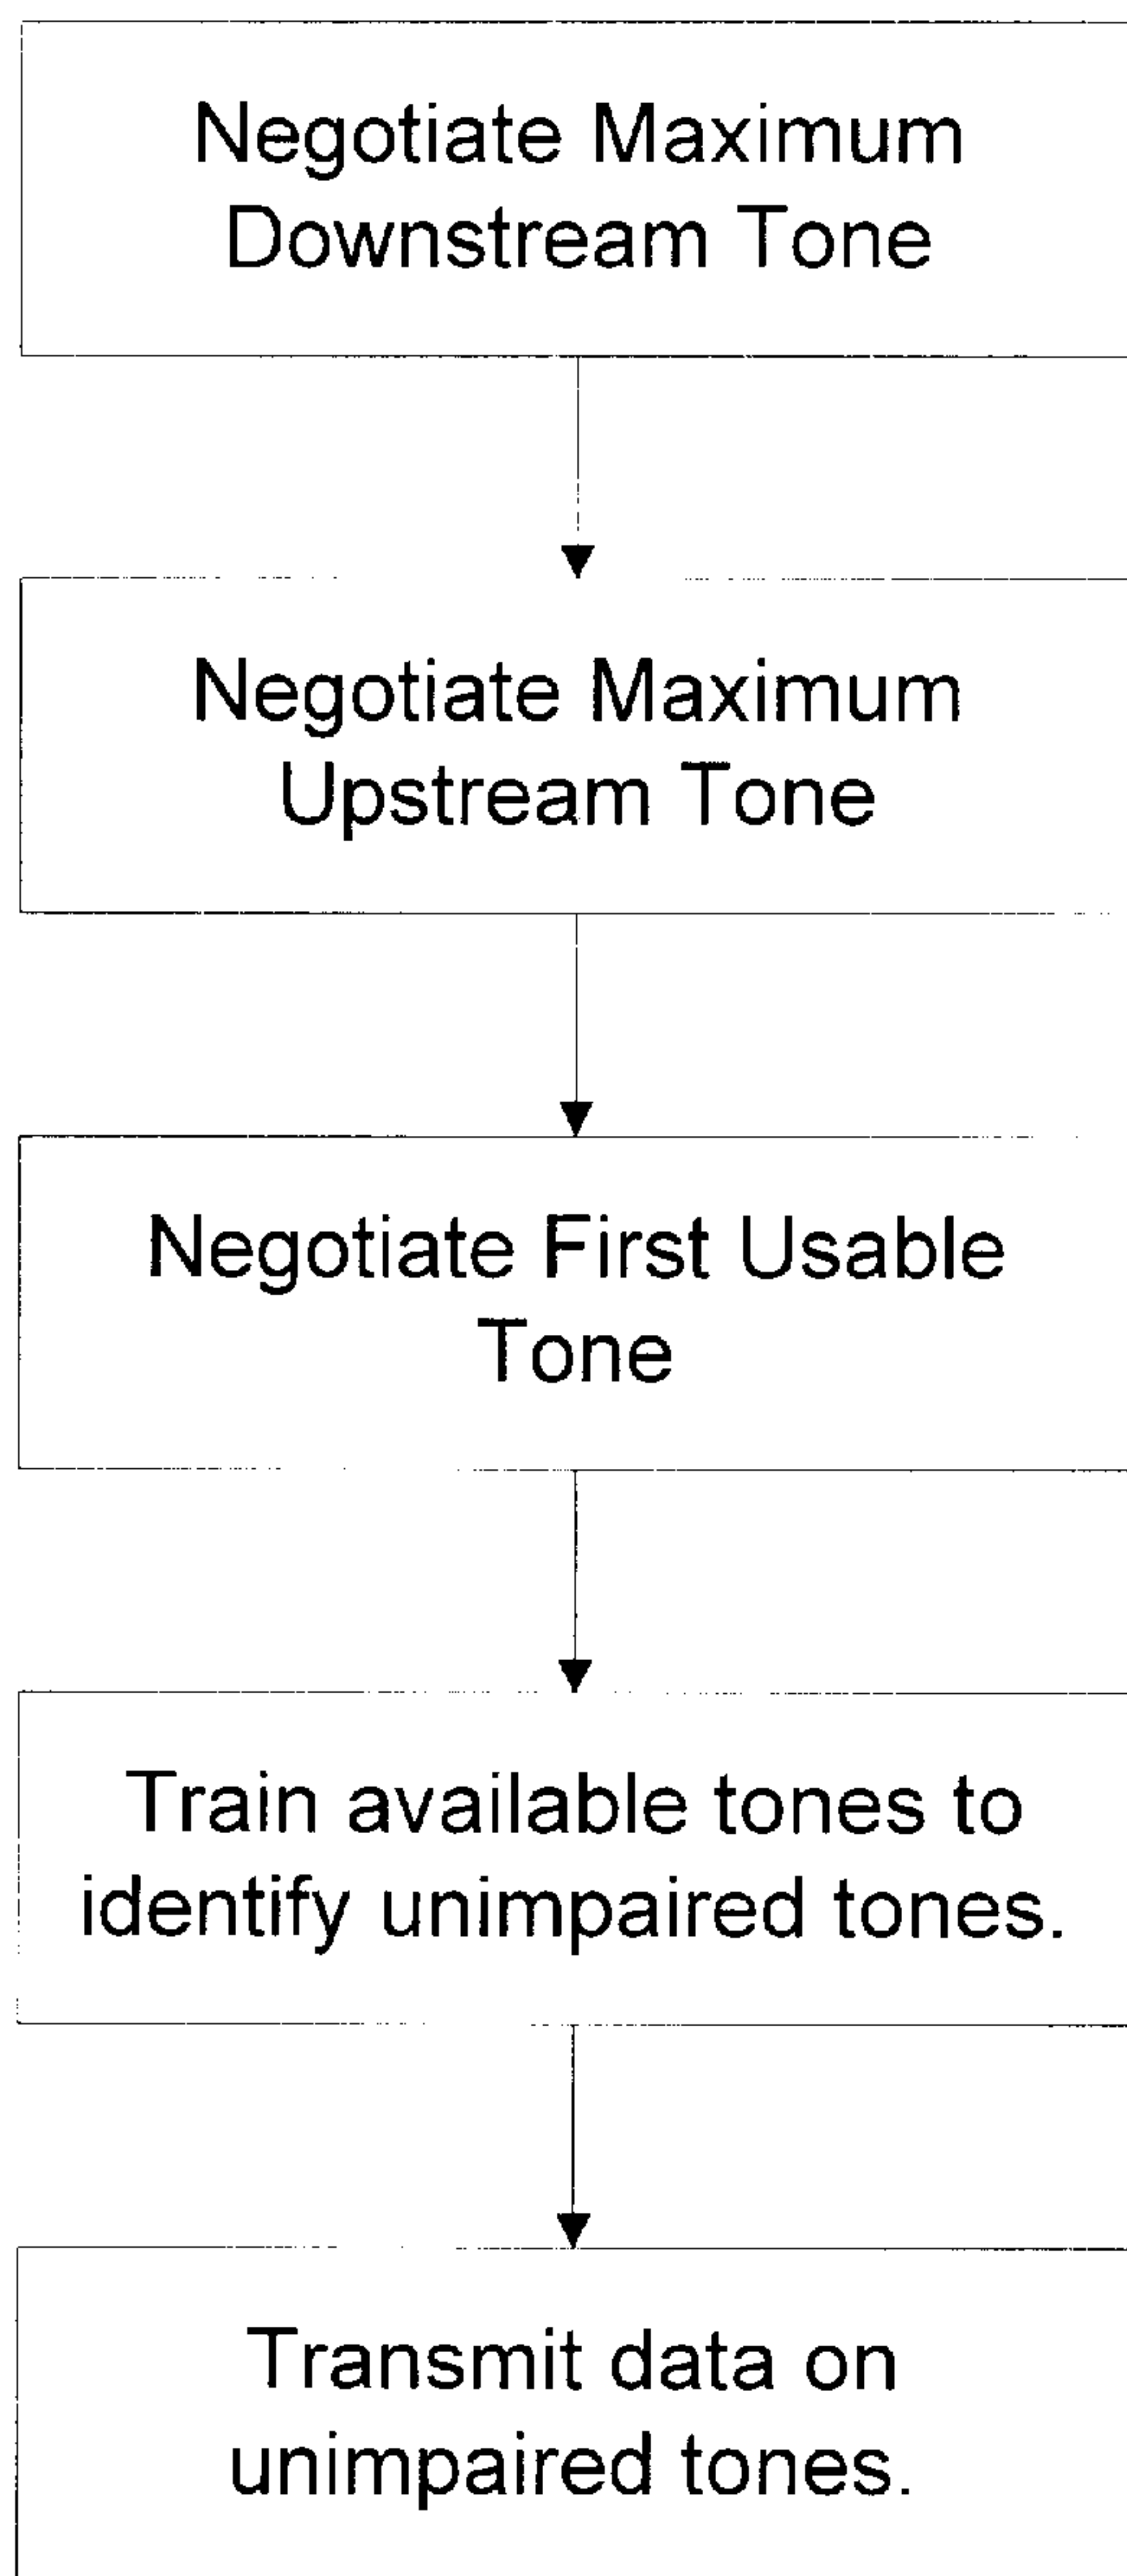 Negotiate Maximum
Downstream Tone
Negotiate Maximum
Upstream Tone
Negotiate First Usable
Tone
Train available tones to
identify unimpaired tones.
Transmit data on
unimpaired tones.